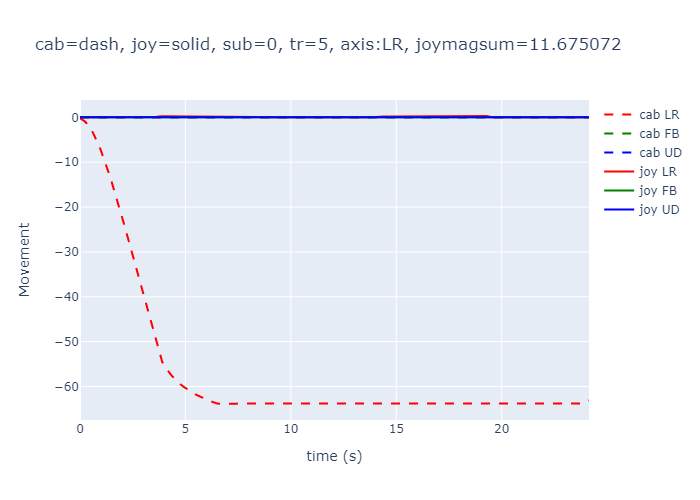 cab=dash, joy=solid, sub=0, tr=5, axis:LR, joymagsum=11.675072
cab LR
cab FB
cab UD
joy LR
joy FB
joy UD
Movement
0
−10
−20
−30
−40
−50
−60
0 5 10 15 20
time (s)